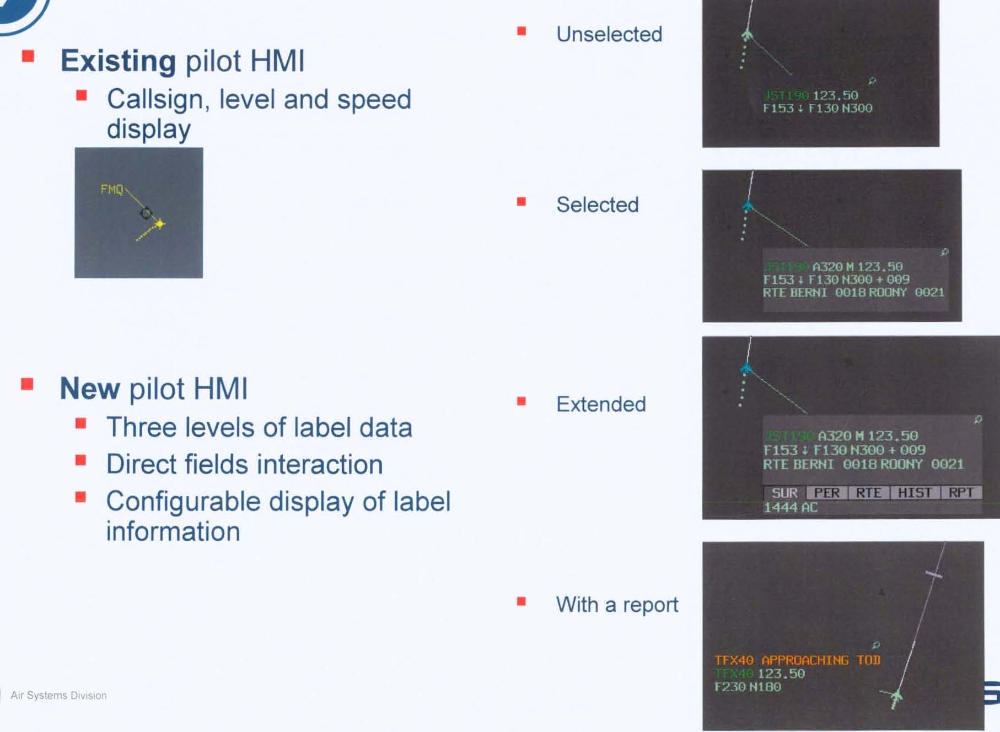 Existing pilot HMI
Callsign, level and speed
display
FMQ
New pilot HMI
Three levels of label data
Direct fields interaction
Configurable display of label
information
Unselected
JST190 123.50
F153 ↓ F130 N300
Selected
JST190 A320 M 123.50
F153 ↓ F130 N300 + 009
RTE BERNI 0018 ROONY 0021
Extended
JST190 A320 M 123.50
F153 ↓ F130 N300 + 009
RTE BERNI 0018 ROONY 0021
SUR PER RTE HIST RPT
1444 AC
With a report
TFX40 APPROACHING TOD
TFX40 123.50
F230 N180
Air Systems Division